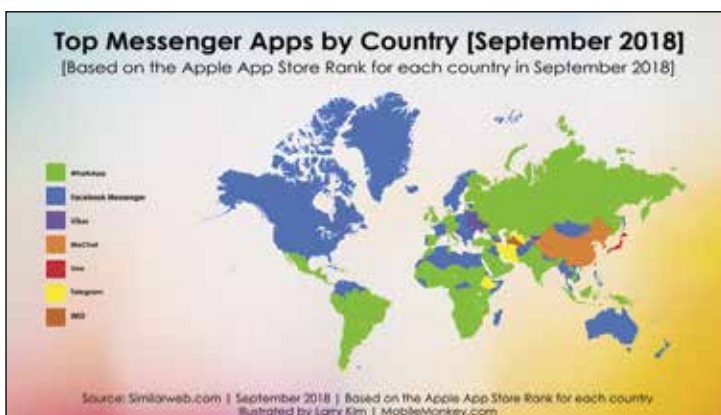 Top Messenger Apps by Country [September 2018]
[Based on the Apple App Store Rank for each country in September 2018]
WhatsApp
Facebook Messenger
Viber
WeChat
Line
Telegram
IMO
Source: Similarweb.com | September 2018 | Based on the Apple App Store Rank for each country
Illustrated by Larry Kim | MobileMonkey.com